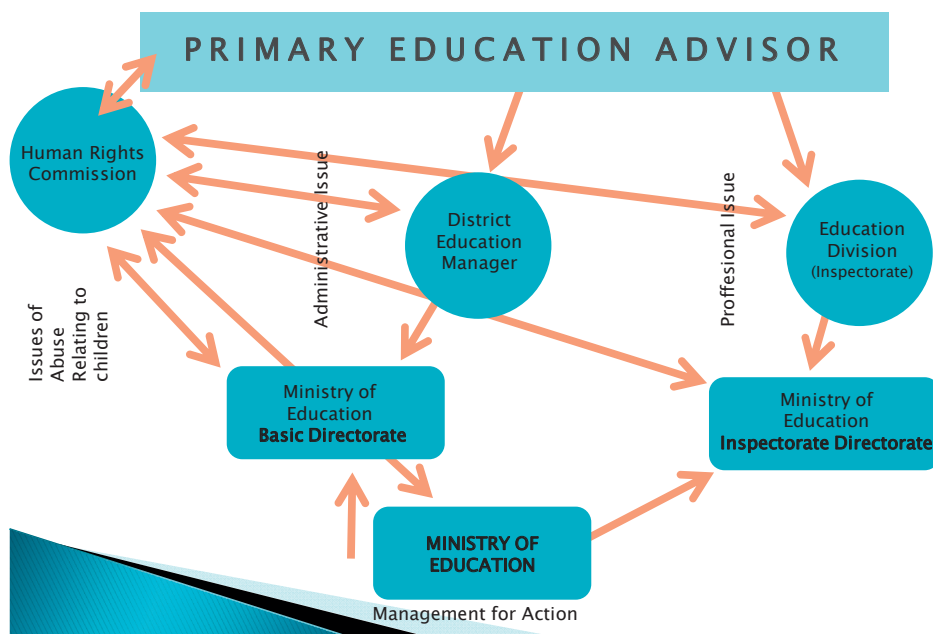 PRIMARY EDUCATION ADVISOR
Human Rights
Commission
Administrative Issue
District
Education
Manager
Proffesional Issue
Education
Division
(Inspectorate)
Issues of
Abuse
Relating to
children
Ministry of
Education
Basic Directorate
Ministry of
Education
Inspectorate Directorate
MINISTRY OF
EDUCATION
Management for Action